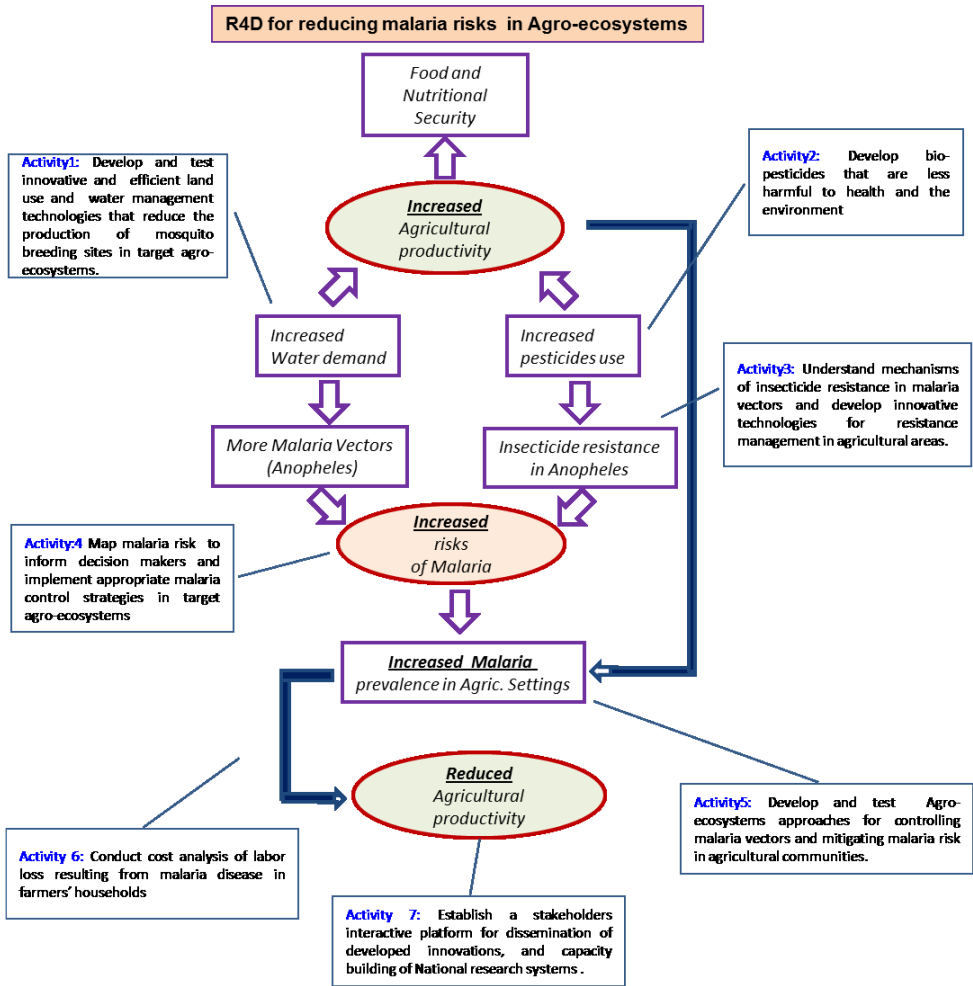 R4D for reducing malaria risks in Agro-ecosystems
Food and
Nutritional
Security
Activity1: Develop and test
innovative and efficient land
use and water management
technologies that reduce the
production of mosquito
breeding sites in target agro-
ecosystems.
Activity2: Develop bio-
pesticides that are less
harmful to health and the
environment
Increased
Agricultural
productivity
Increased
Water demand
Increased
pesticides use
Activity3: Understand mechanisms
of insecticide resistance in malaria
vectors and develop innovative
technologies for resistance
management in agricultural areas.
More Malaria Vectors
(Anopheles)
Insecticide resistance
in Anopheles
Increased
risks
of Malaria
Activity:4 Map malaria risk to
inform decision makers and
implement appropriate malaria
control strategies in target
agro-ecosystems
Increased Malaria
prevalence in Agric. Settings
Reduced
Agricultural
productivity
Activity5: Develop and test Agro-
ecosystems approaches for controlling
malaria vectors and mitigating malaria risk
in agricultural communities.
Activity 6: Conduct cost analysis of labor
loss resulting from malaria disease in
farmers' households
Activity 7: Establish a stakeholders
interactive platform for dissemination of
developed innovations, and capacity
building of National research systems .